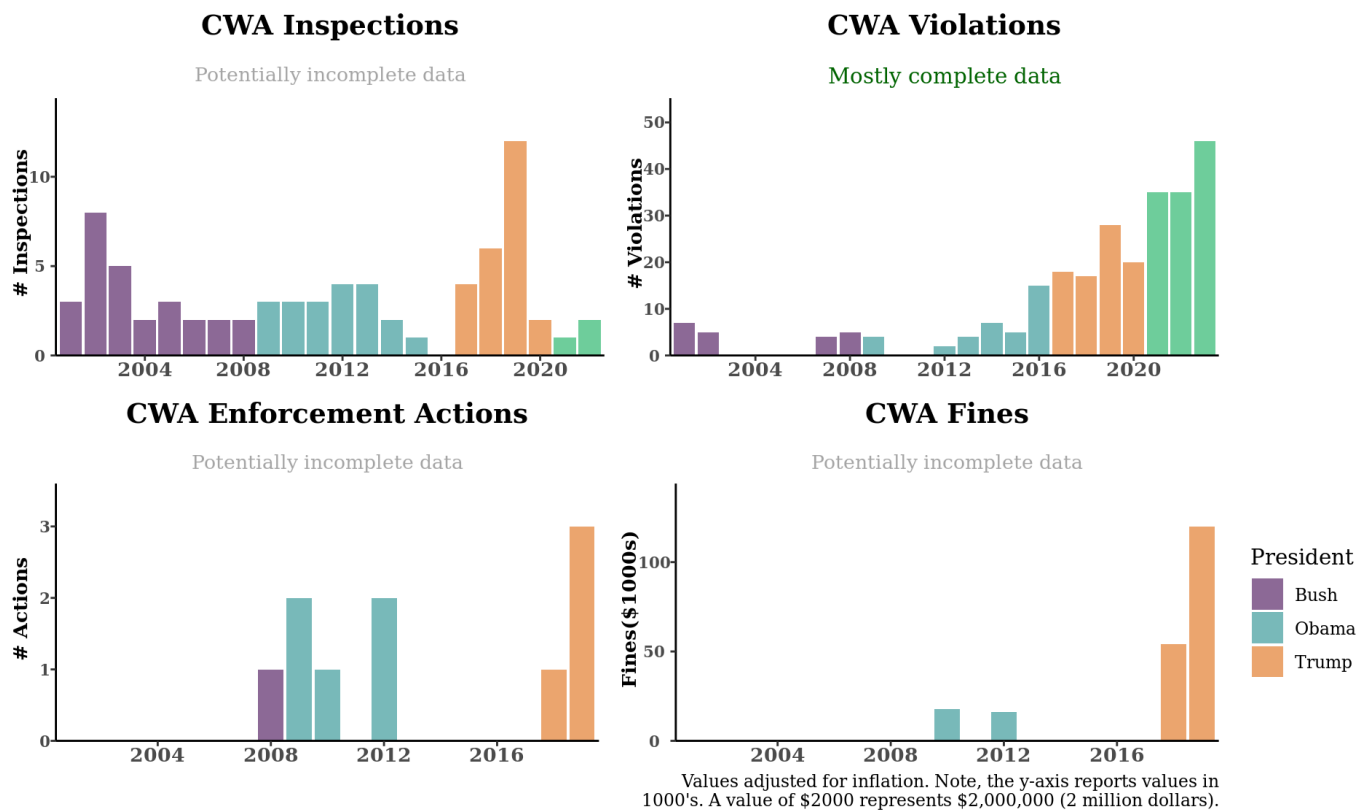 CWA Inspections
Potentially incomplete data
# Inspections
10
5
0
2004 2008 2012 2016 2020
CWA Violations
Mostly complete data
# Violations
50
40
30
20
10
0
2004 2008 2012 2016 2020
CWA Enforcement Actions
Potentially incomplete data
# Actions
3
2
1
0
2004 2008 2012 2016
CWA Fines
Potentially incomplete data
Fines($1000s)
100
50
0
2004 2008 2012 2016
President
Bush
Obama
Trump
Values adjusted for inflation. Note, the y-axis reports values in
1000's. A value of $2000 represents $2,000,000 (2 million dollars).